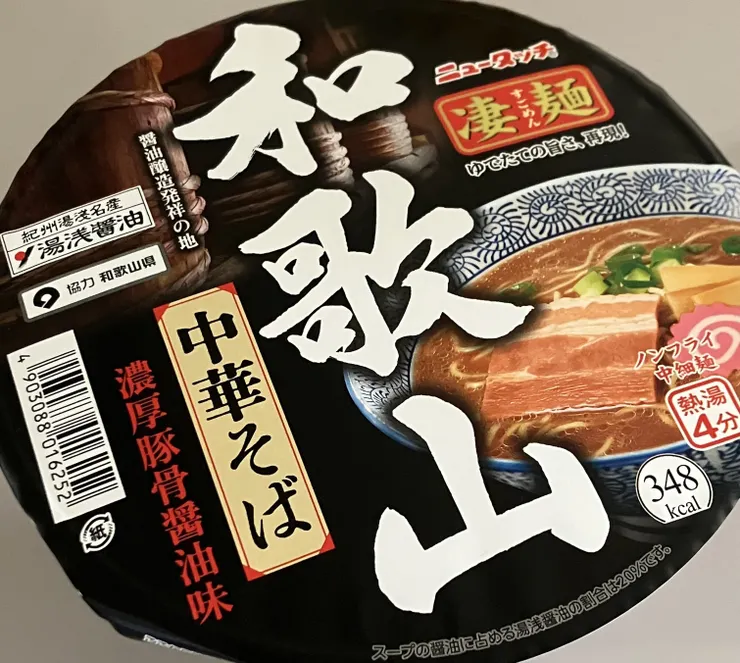 和歌山
ニュータッチ
凄麺
すごめん
ゆでたての旨さ、再現!
醤油醸造発祥の地
紀州湯浅名産
湯浅醤油
協力 和歌山県
中華そば
濃厚豚骨醤油味
4903088016252
紙
ノンフライ
中細麺
熱湯
4分
348
kcal
スープの醤油に占める湯浅醤油の割合は20%です。